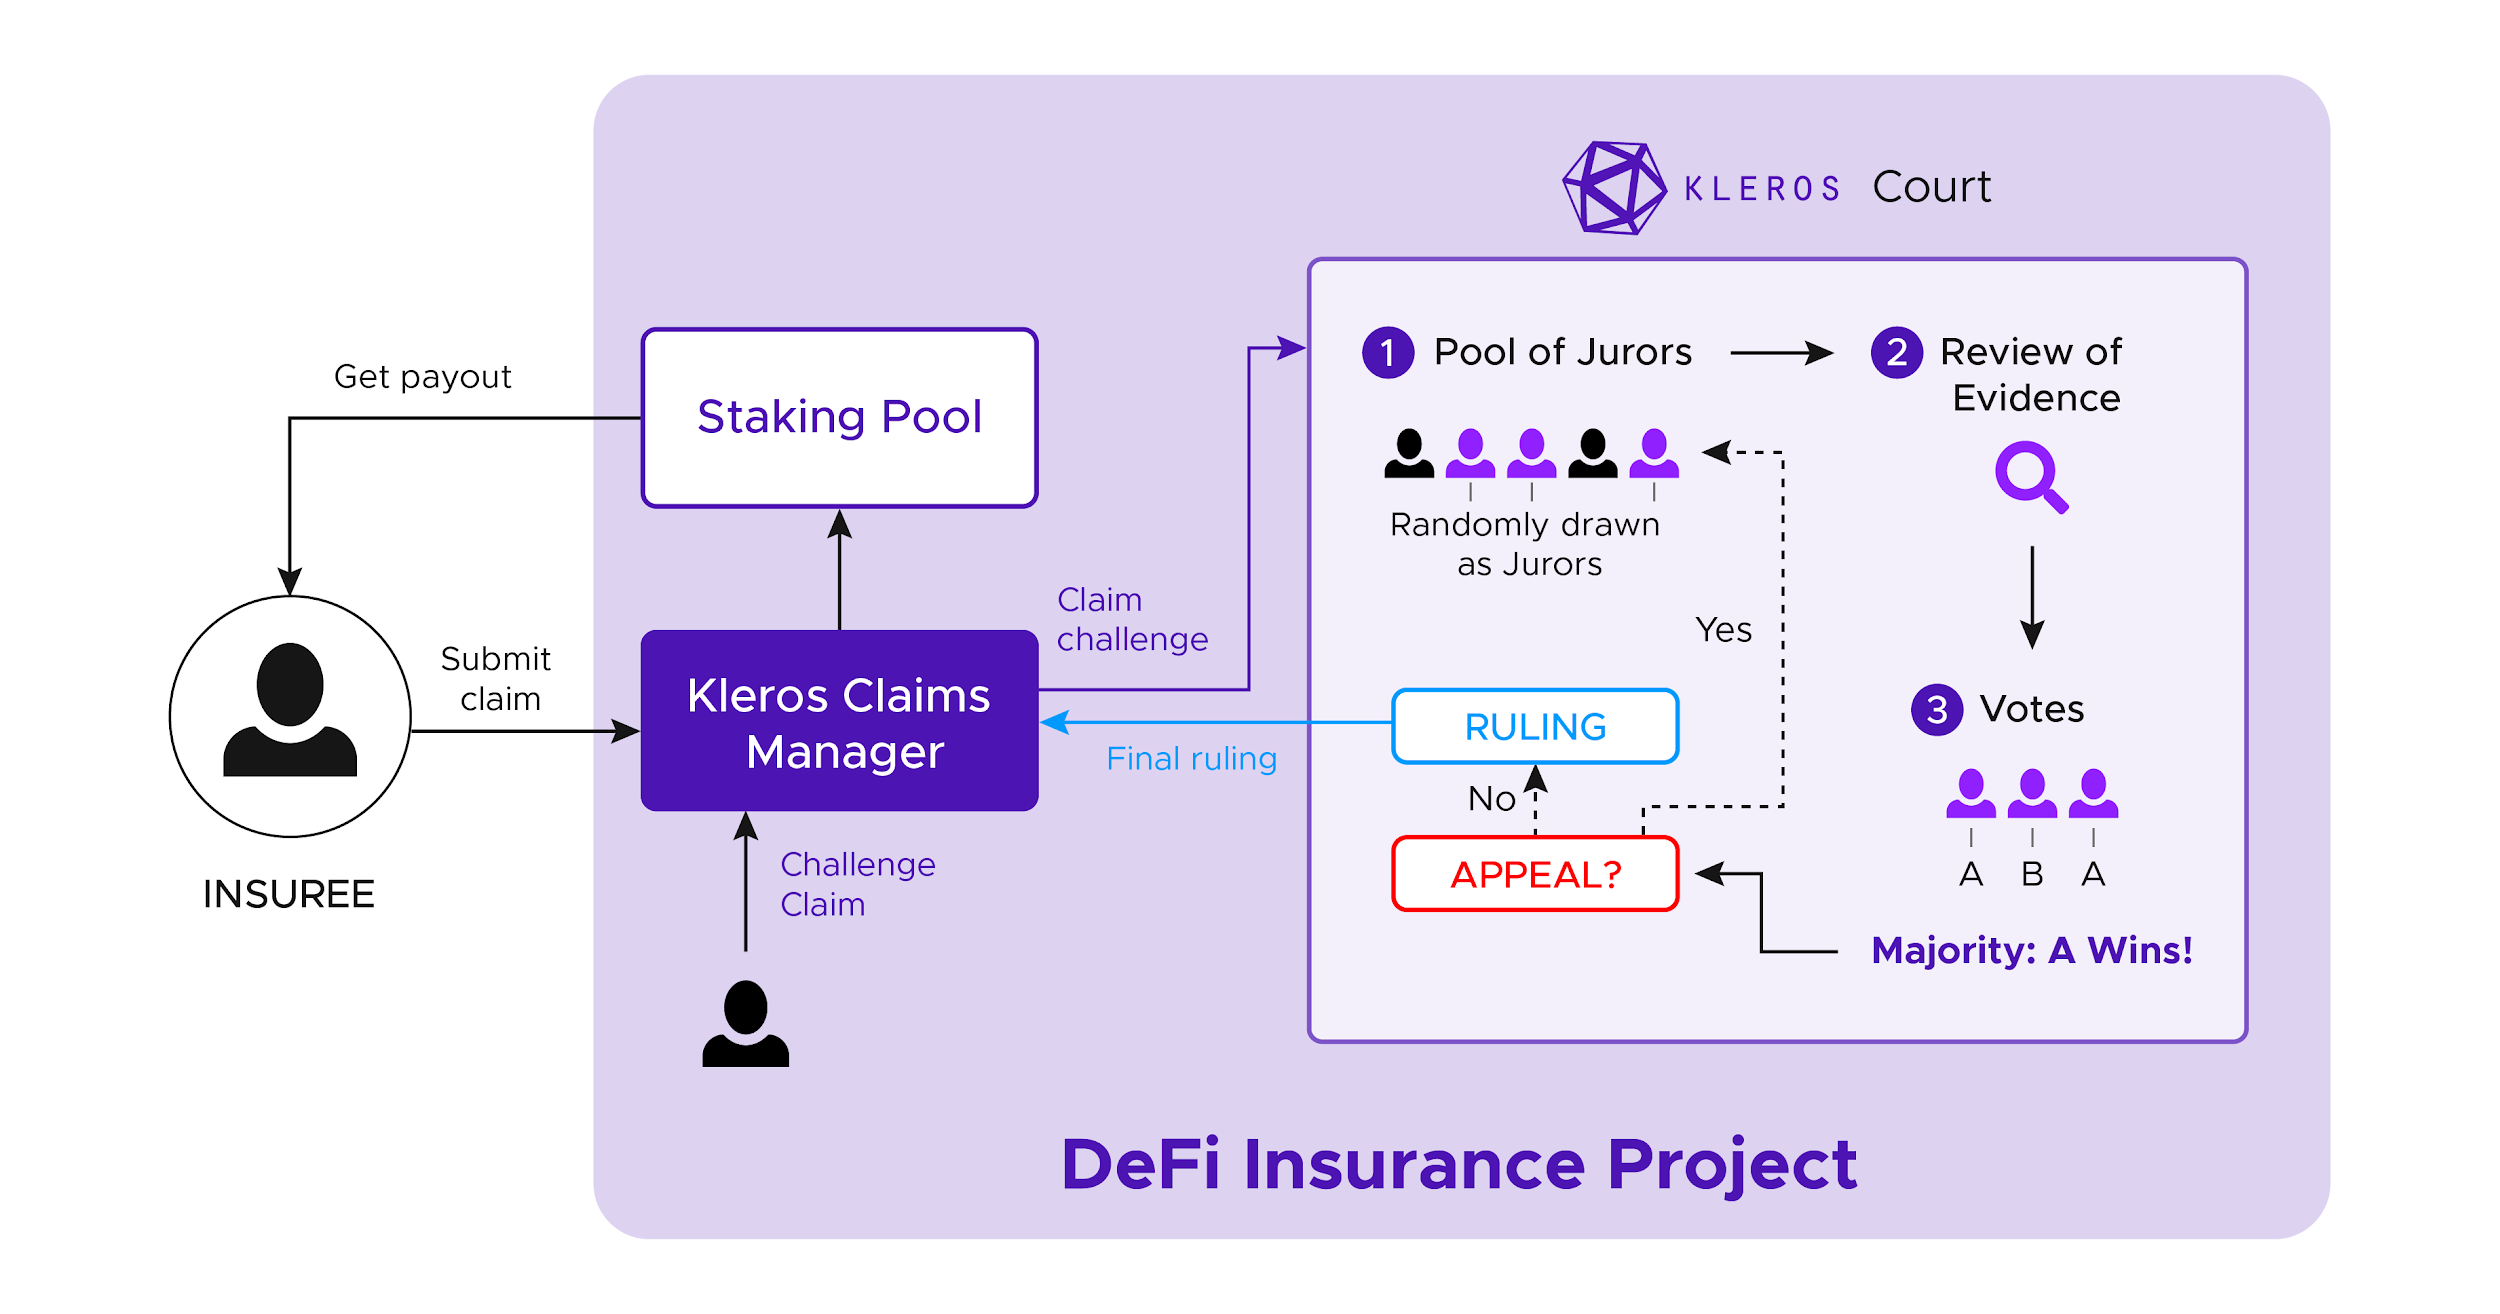 KLEROS Court
Get payout
Staking Pool
Submit
claim
INSUREE
Kleros Claims
Manager
Challenge
Claim
Claim
challenge
Final ruling
1 Pool of Jurors
Randomly drawn
as Jurors
2 Review of
Evidence
3 Votes
A B A
Majority: A Wins!
APPEAL?
Yes
No
RULING
DeFi Insurance Project